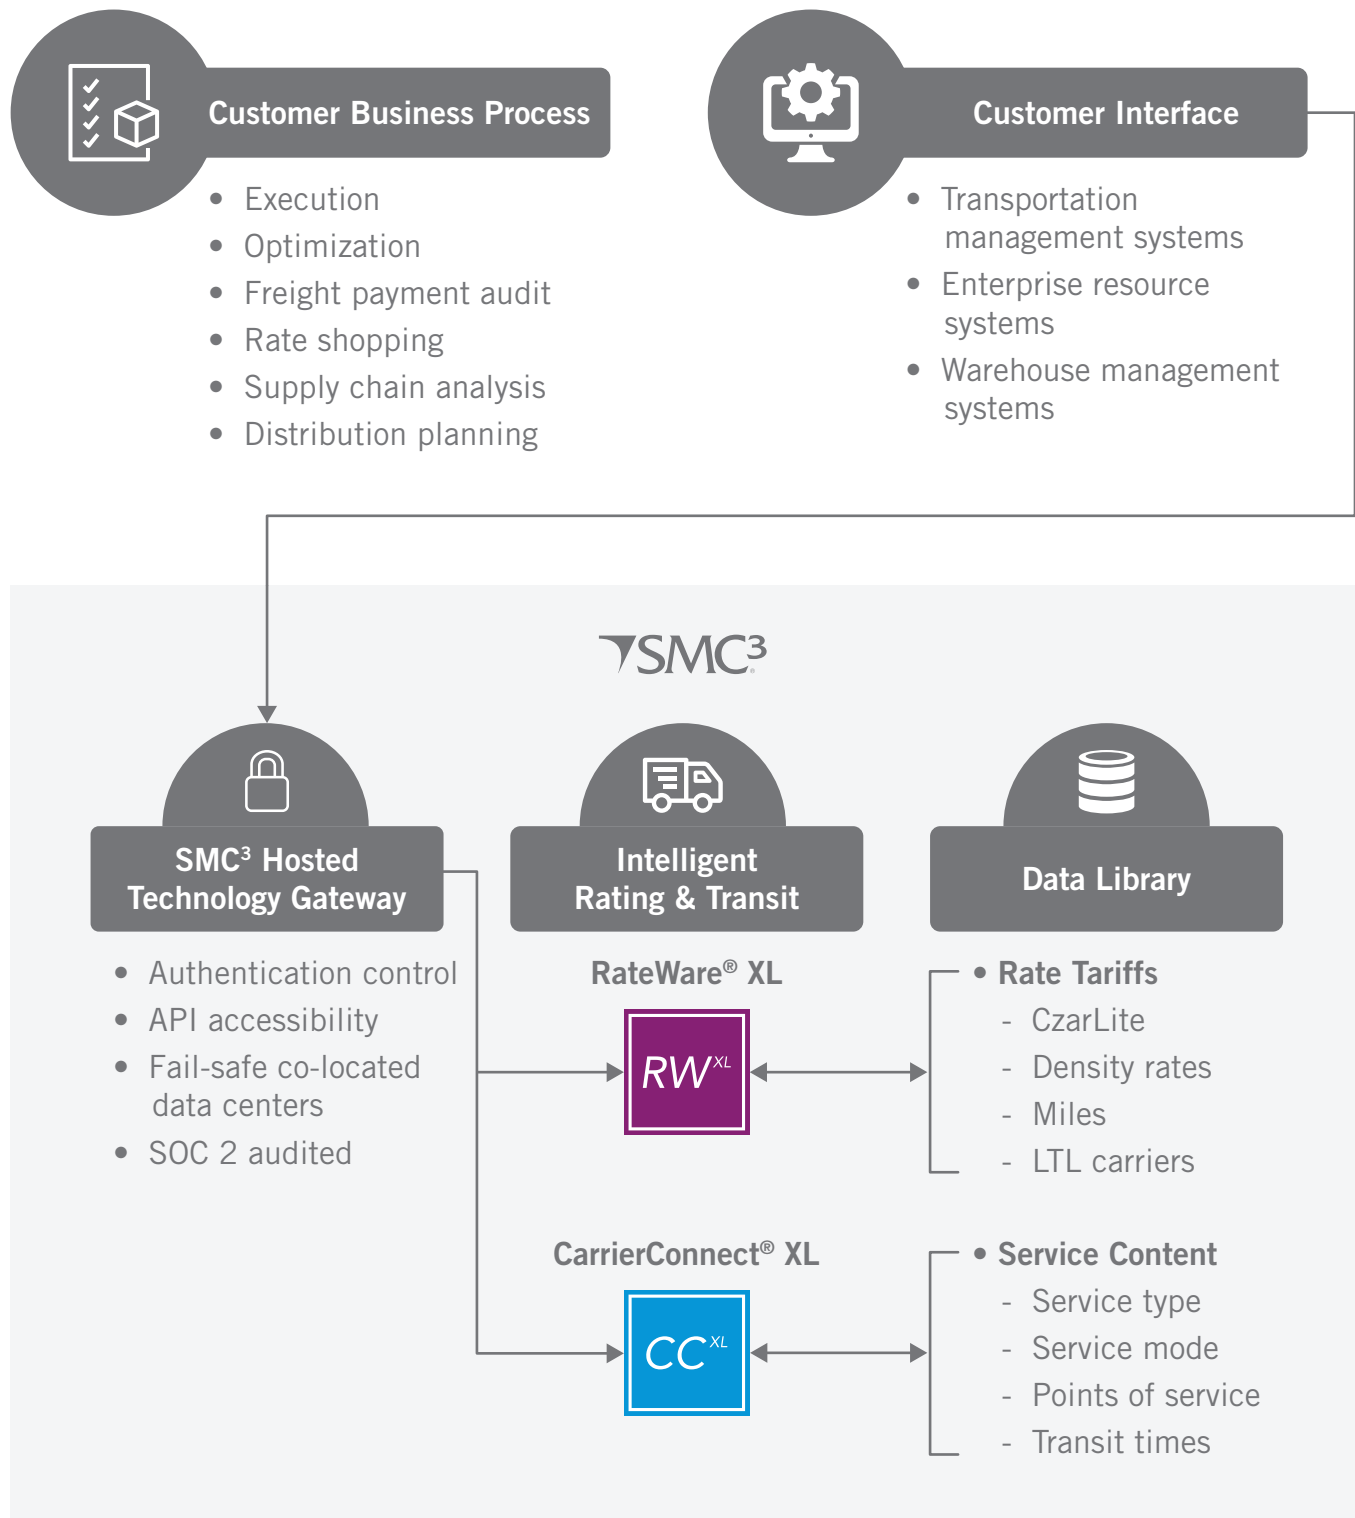 Customer Business Process
• Execution
• Optimization
• Freight payment audit
• Rate shopping
• Supply chain analysis
• Distribution planning
Customer Interface
• Transportation
management systems
• Enterprise resource
systems
• Warehouse management
systems
SMC³®
SMC³ Hosted
Technology Gateway
• Authentication control
• API accessibility
• Fail-safe co-located
data centers
• SOC 2 audited
Intelligent
Rating & Transit
RateWare® XL
RW XL
CarrierConnect® XL
CC XL
Data Library
• Rate Tariffs
- CzarLite
- Density rates
- Miles
- LTL carriers
• Service Content
- Service type
- Service mode
- Points of service
- Transit times